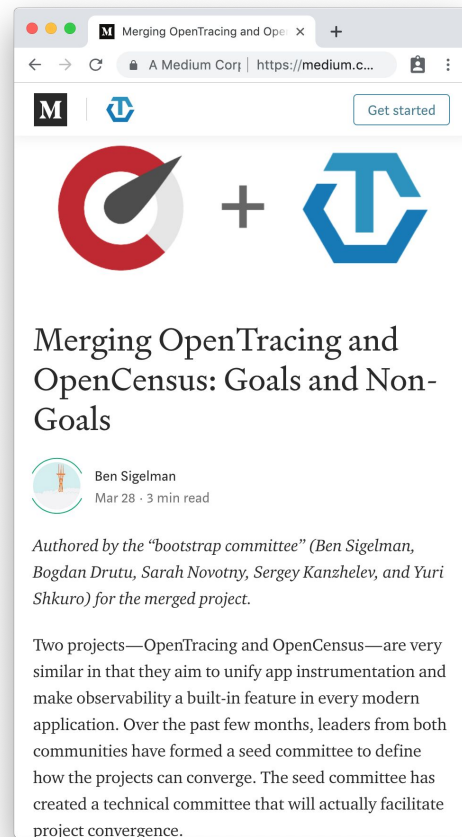 M Merging OpenTracing and Ope
A Medium Corp | https://medium.c...
M Get started
Merging OpenTracing and
OpenCensus: Goals and Non-
Goals
Ben Sigelman
Mar 28 · 3 min read
Authored by the “bootstrap committee” (Ben Sigelman,
Bogdan Drutu, Sarah Novotny, Sergey Kanzhelev, and Yuri
Shkuro) for the merged project.
Two projects—OpenTracing and OpenCensus—are very
similar in that they aim to unify app instrumentation and
make observability a built-in feature in every modern
application. Over the past few months, leaders from both
communities have formed a seed committee to define
how the projects can converge. The seed committee has
created a technical committee that will actually facilitate
project convergence.